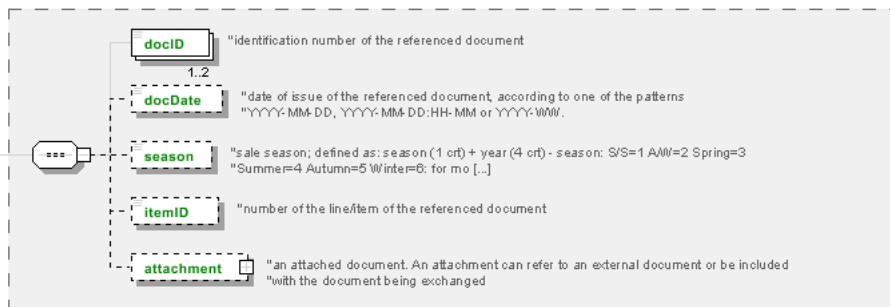 docID
"identification number of the referenced document
1..2
docDate
"date of issue of the referenced document, according to one of the patterns
"YYYY-MM-DD, YYYY-MM-DD:HH-MM or YYYY-WW.
season
"sale season; defined as: season (1 crt) + year (4 crt) - season: S/S=1 A/W=2 Spring=3
"Summer=4 Autumn=5 Winter=6: for mo [...]
itemID
"number of the line/item of the referenced document
attachment
"an attached document. An attachment can refer to an external document or be included
"with the document being exchanged